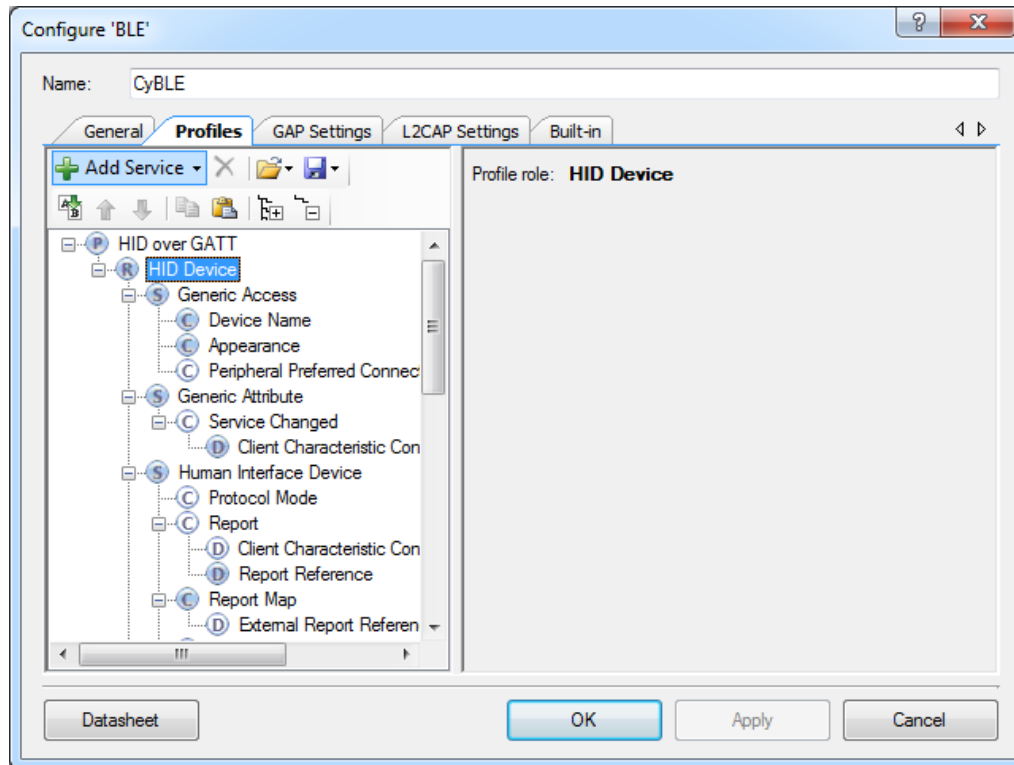 Configure 'BLE'
Name: CyBLE
General Profiles GAP Settings L2CAP Settings Built-in
Add Service
Profile role: HID Device
P HID over GATT
R HID Device
S Generic Access
C Device Name
C Appearance
C Peripheral Preferred Connec
S Generic Attribute
C Service Changed
D Client Characteristic Con
S Human Interface Device
C Protocol Mode
C Report
D Client Characteristic Con
D Report Reference
C Report Map
D External Report Referen
Datasheet OK Apply Cancel